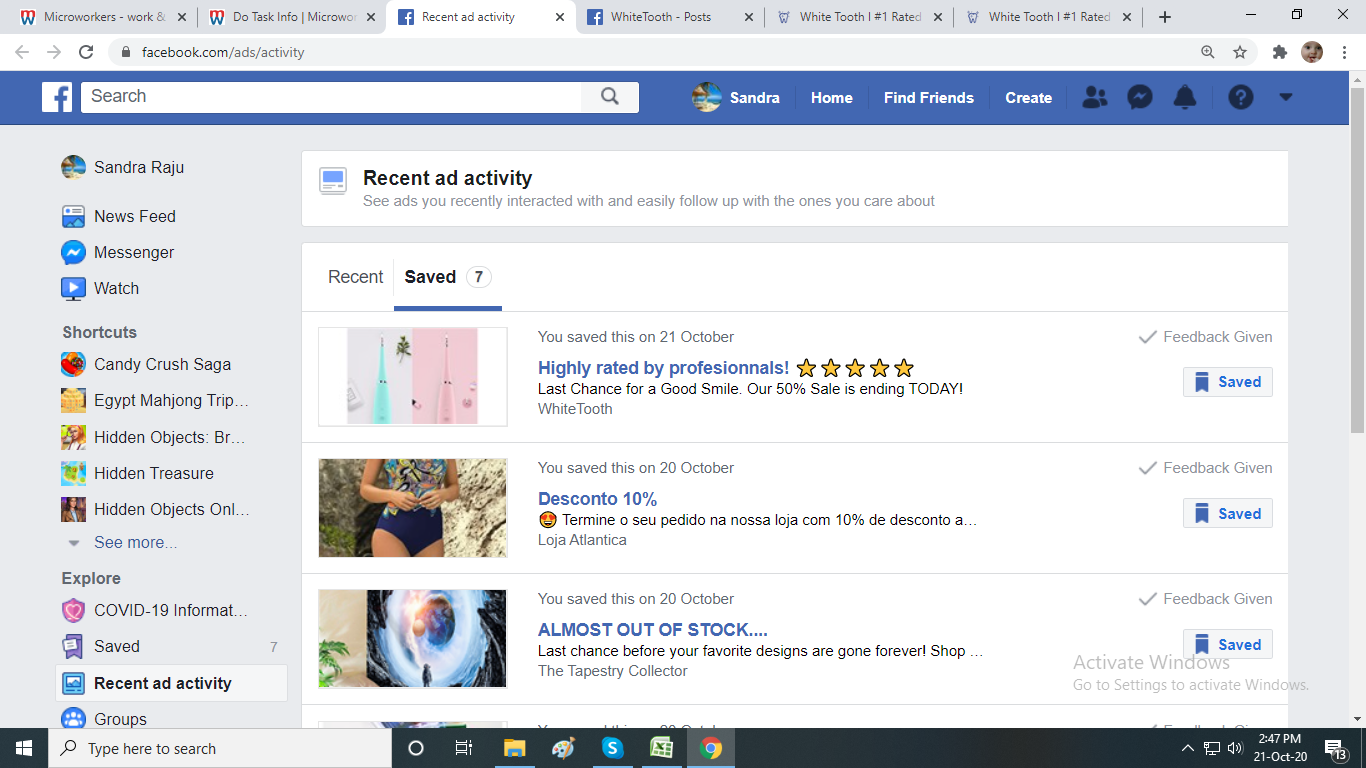 Microworkers - work &
Do Task Info | Microwor
Recent ad activity
WhiteTooth - Posts
White Tooth | #1 Rated
White Tooth | #1 Rated
facebook.com/ads/activity
Search
Sandra
Home
Find Friends
Create
Sandra Raju
News Feed
Messenger
Watch
Shortcuts
Candy Crush Saga
Egypt Mahjong Trip…
Hidden Objects: Br…
Hidden Treasure
Hidden Objects Onl…
See more...
Explore
COVID-19 Informat…
Saved 7
Recent ad activity
Groups
Recent ad activity
See ads you recently interacted with and easily follow up with the ones you care about
Recent
Saved 7
You saved this on 21 October
Feedback Given
Highly rated by profesionnals! ⭐⭐⭐⭐⭐
Saved
Last Chance for a Good Smile. Our 50% Sale is ending TODAY!
WhiteTooth
You saved this on 20 October
Feedback Given
Desconto 10%
Saved
😍 Termine o seu pedido na nossa loja com 10% de desconto a…
Loja Atlantica
You saved this on 20 October
Feedback Given
ALMOST OUT OF STOCK....
Saved
Last chance before your favorite designs are gone forever! Shop …
The Tapestry Collector
Activate Windows
Go to Settings to activate Windows.
Type here to search
2:47 PM
21-Oct-20
13